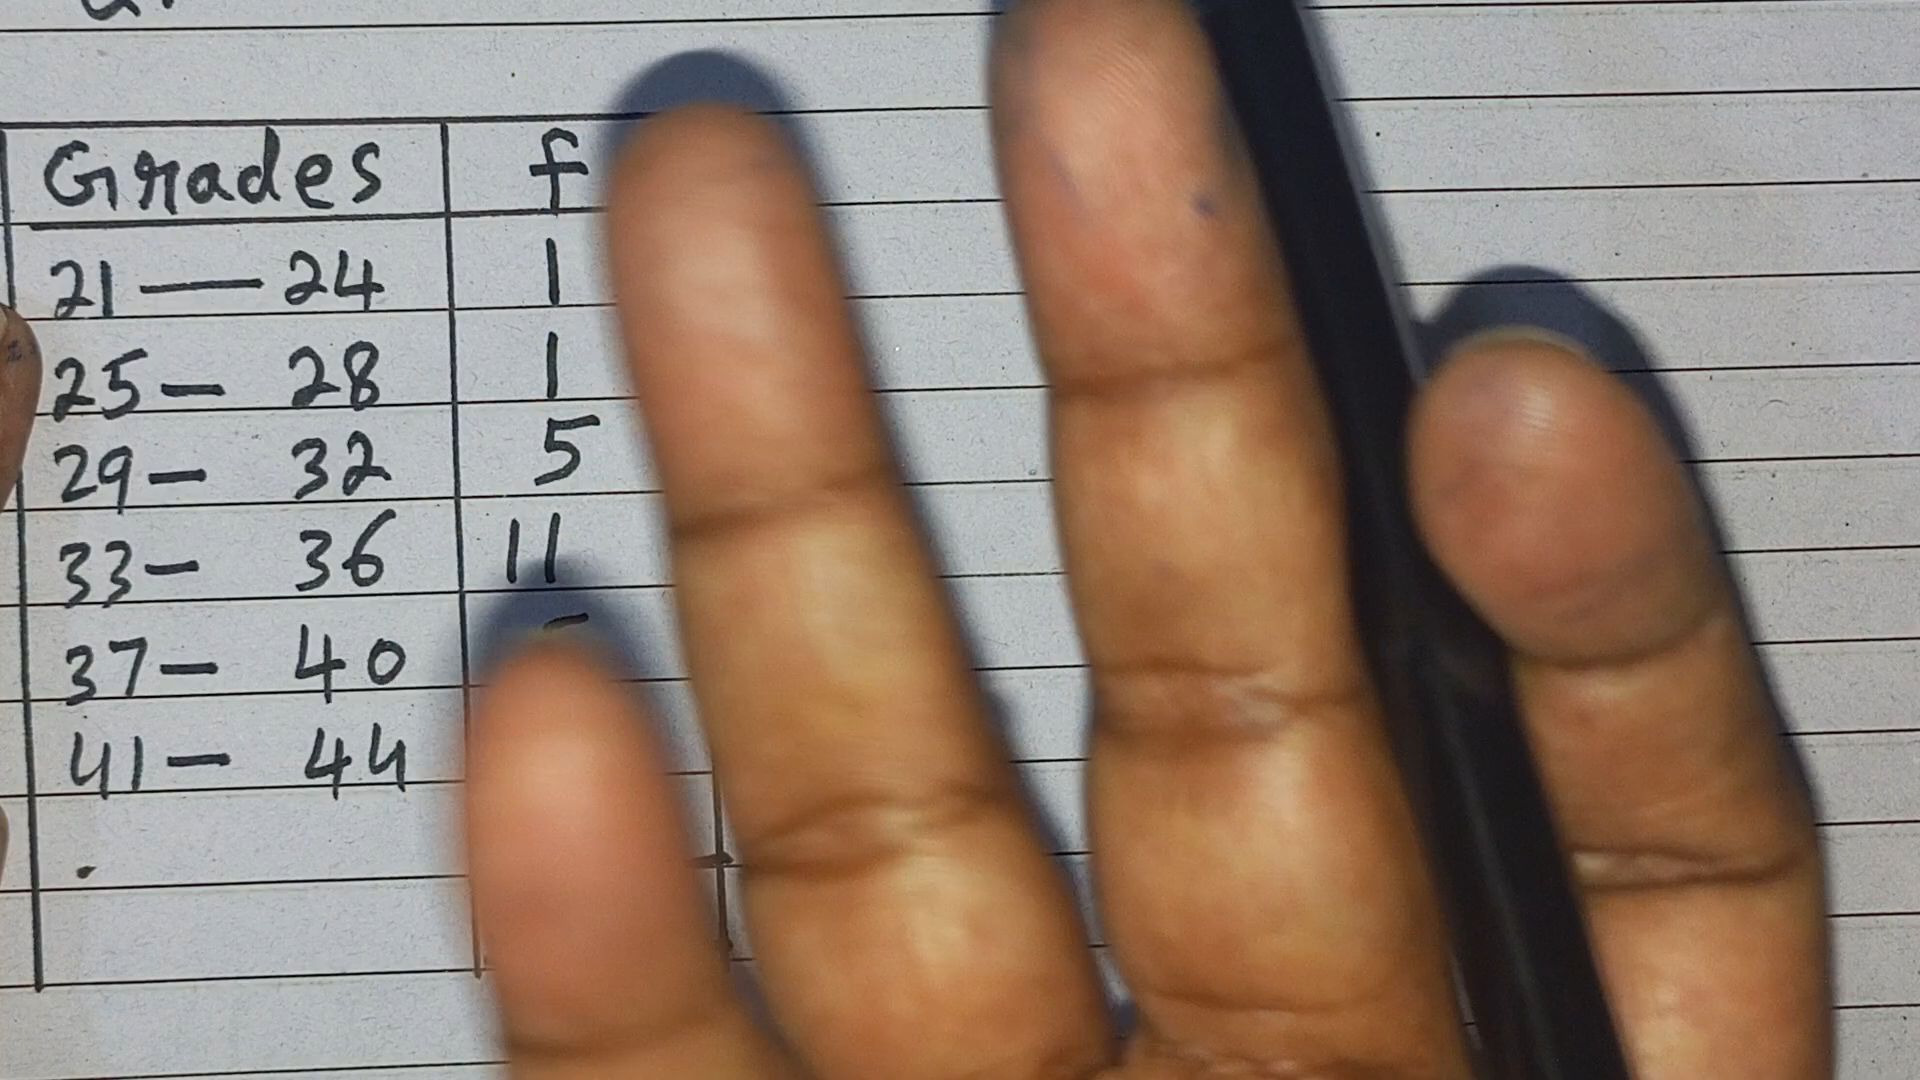 Grades f
21 — 24 1
25 - 28 1
29 - 32 5
33 - 36 11
37 - 40
41 - 44